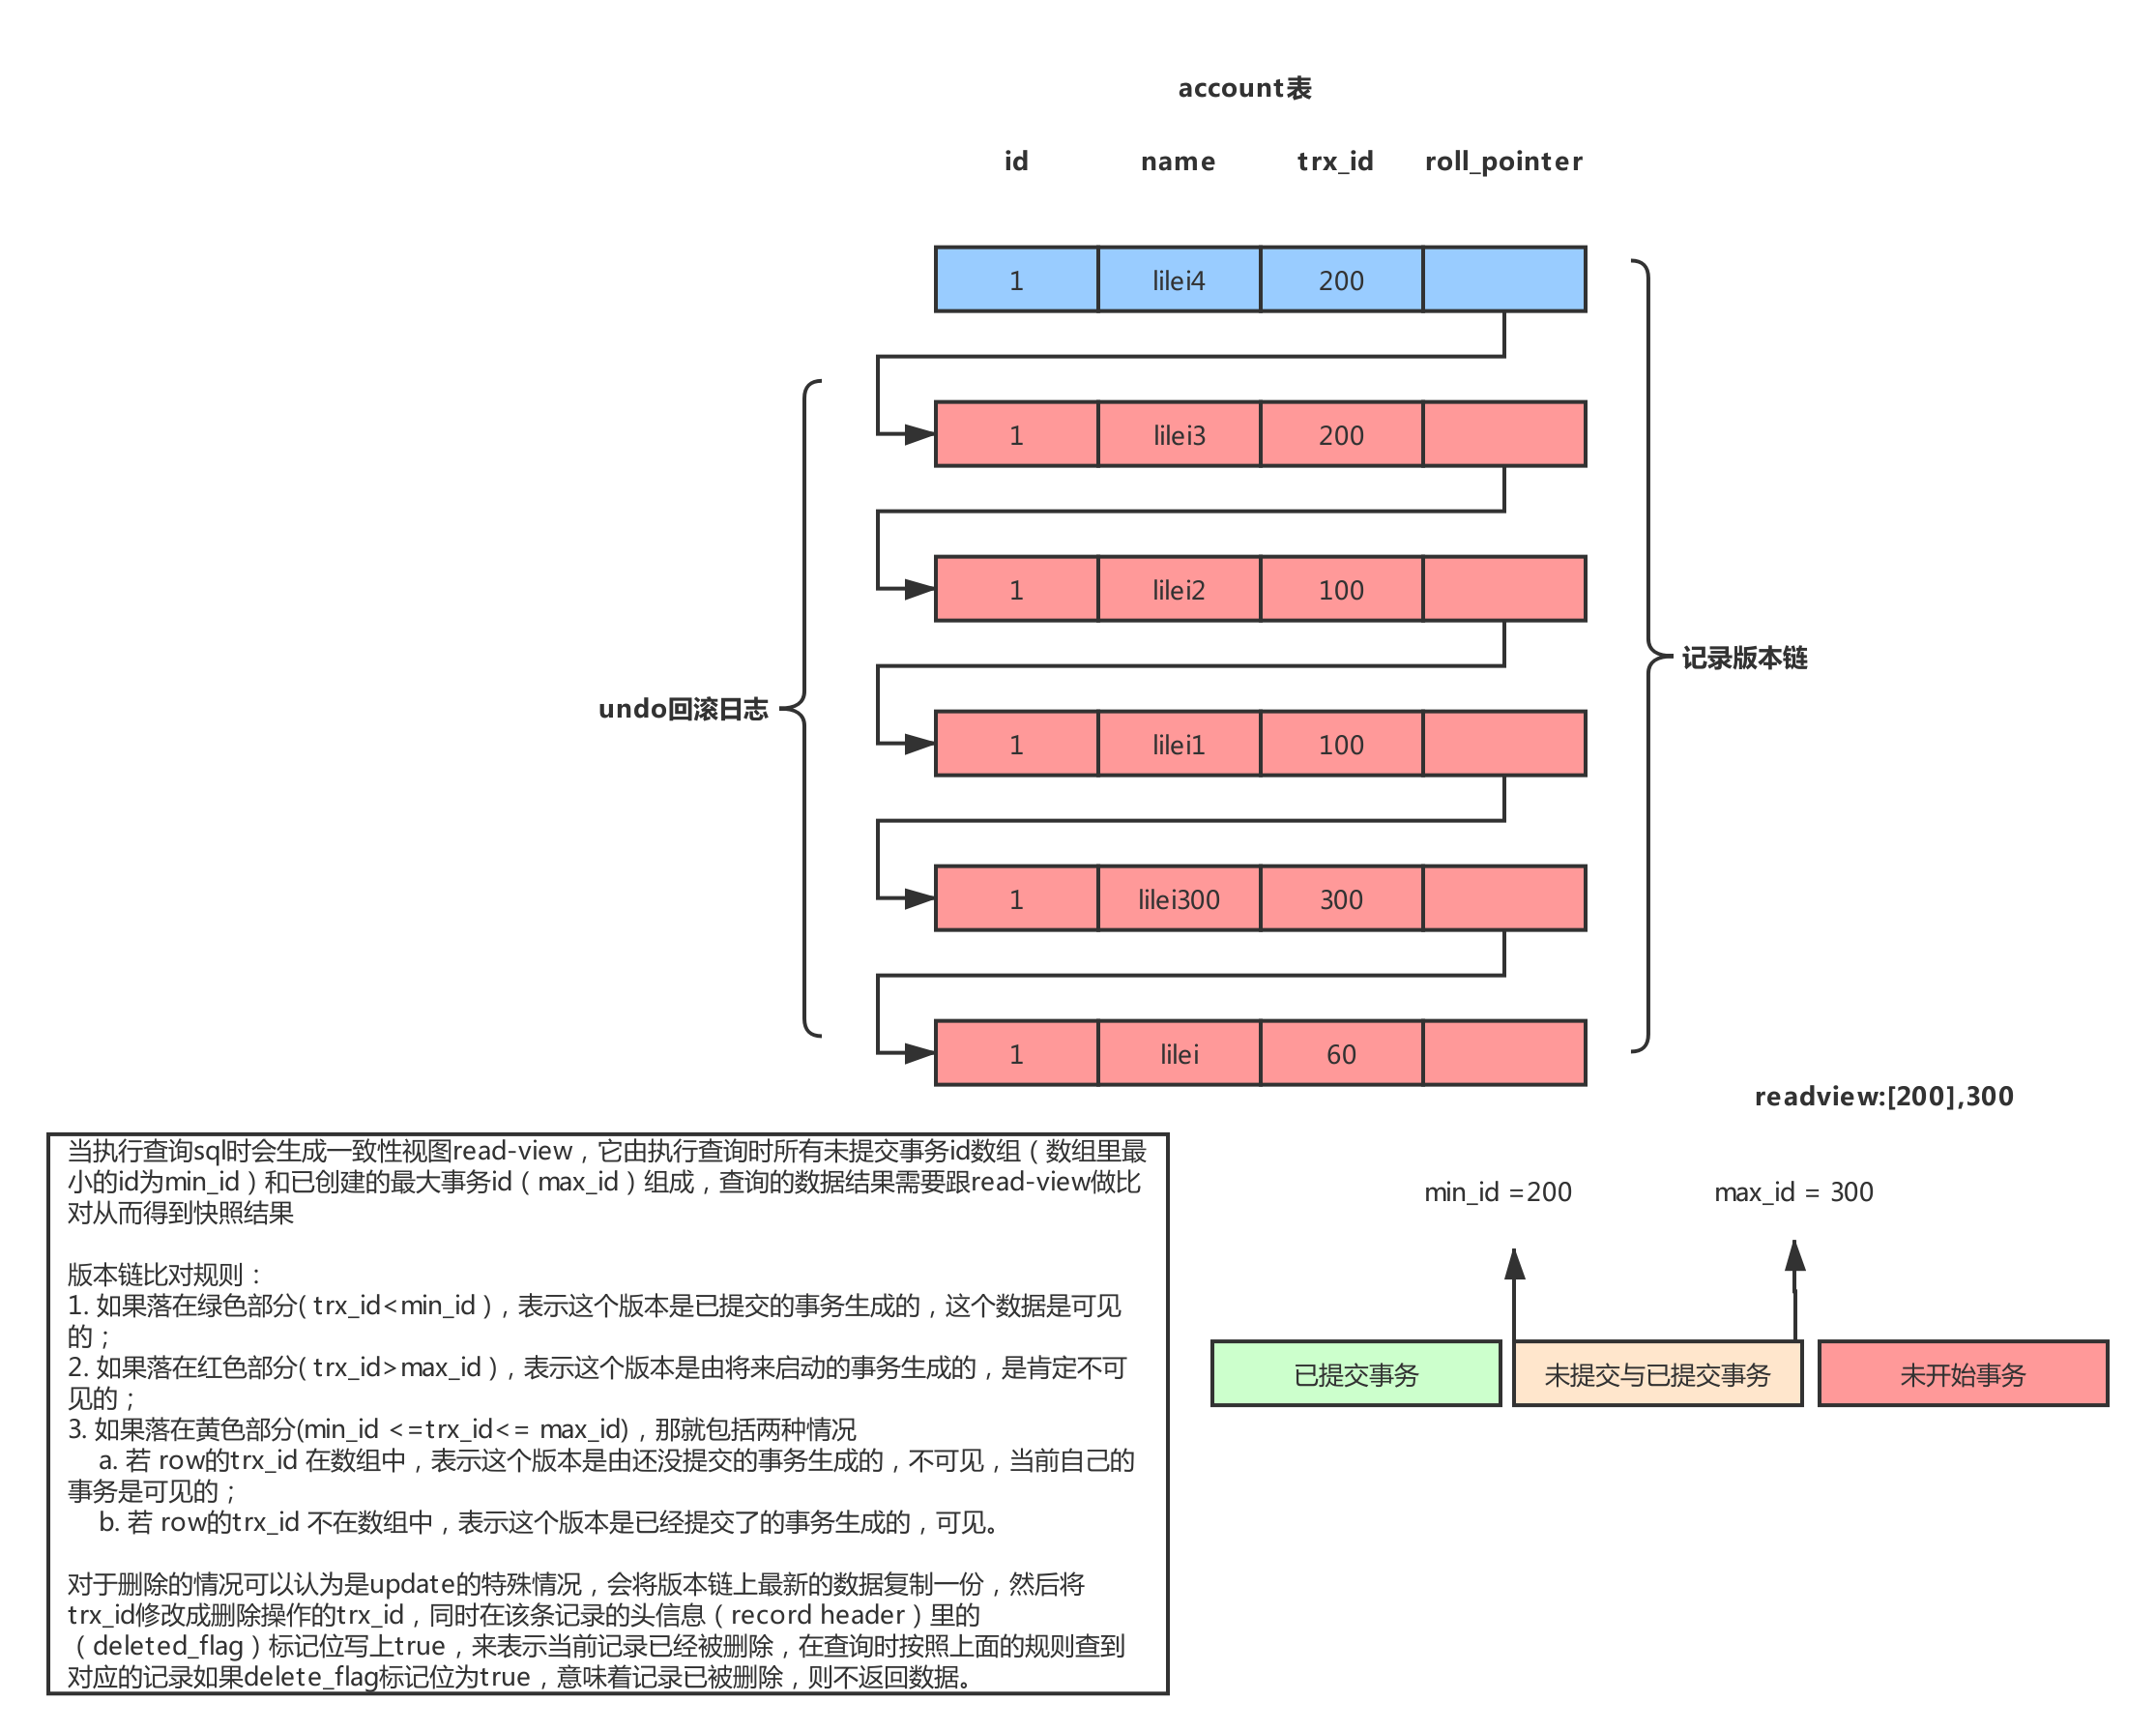 account表
id name trx_id roll_pointer
1 lilei4 200
1 lilei3 200
1 lilei2 100
记录版本链
undo回滚日志
1 lilei1 100
1 lilei300 300
1 lilei 60
readview:[200],300
当执行查询sql时会生成一致性视图read-view，它由执行查询时所有未提交事务id数组（数组里最
小的id为min_id）和已创建的最大事务id（max_id）组成，查询的数据结果需要跟read-view做比
对从而得到快照结果
版本链比对规则：
1. 如果落在绿色部分( trx_id<min_id )，表示这个版本是已提交的事务生成的，这个数据是可见
的；
2. 如果落在红色部分( trx_id>max_id )，表示这个版本是由将来启动的事务生成的，是肯定不可
见的；
3. 如果落在黄色部分(min_id <=trx_id<= max_id)，那就包括两种情况
a. 若 row的trx_id 在数组中，表示这个版本是由还没提交的事务生成的，不可见，当前自己的
事务是可见的；
b. 若 row的trx_id 不在数组中，表示这个版本是已经提交了的事务生成的，可见。
对于删除的情况可以认为是update的特殊情况，会将版本链上最新的数据复制一份，然后将
trx_id修改成删除操作的trx_id，同时在该条记录的头信息（record header）里的
（deleted_flag）标记位写上true，来表示当前记录已经被删除，在查询时按照上面的规则查到
对应的记录如果delete_flag标记位为true，意味着记录已被删除，则不返回数据。
min_id =200
max_id = 300
已提交事务
未提交与已提交事务
未开始事务